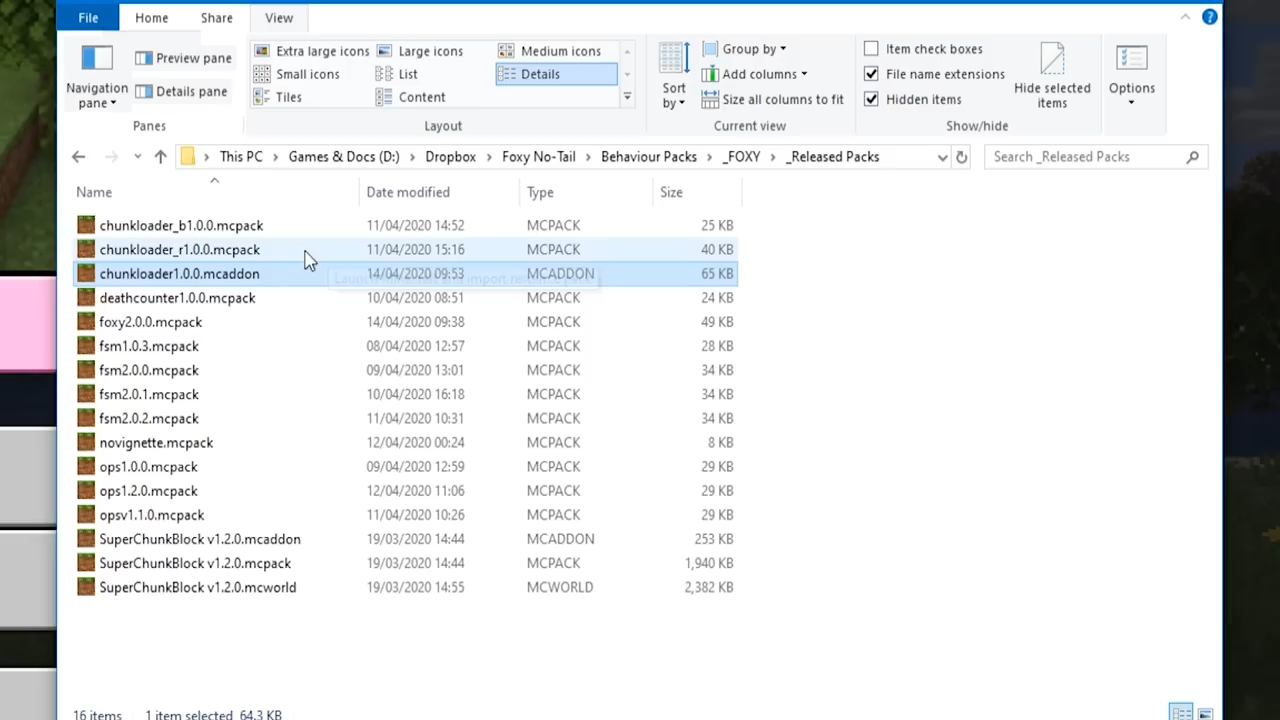 File Home Share View
Extra large icons Large icons Medium icons
Small icons List Details
Tiles Content
Preview pane
Details pane
Navigation pane
Panes
Layout
Sort by
Group by
Add columns
Size all columns to fit
Current view
Item check boxes
File name extensions
Hidden items
Hide selected items
Show/hide
Options
This PC Games & Docs (D:) Dropbox Foxy No-Tail Behaviour Packs _FOXY _Released Packs
Search _Released Packs
Name Date modified Type Size
chunkloader_b1.0.0.mcpack 11/04/2020 14:52 MCPACK 25 KB
chunkloader_r1.0.0.mcpack 11/04/2020 15:16 MCPACK 40 KB
chunkloader1.0.0.mcaddon 14/04/2020 09:53 MCADDON 65 KB
deathcounter1.0.0.mcpack 10/04/2020 08:51 MCPACK 24 KB
foxy2.0.0.mcpack 14/04/2020 09:38 MCPACK 49 KB
fsm1.0.3.mcpack 08/04/2020 12:57 MCPACK 28 KB
fsm2.0.0.mcpack 09/04/2020 13:01 MCPACK 34 KB
fsm2.0.1.mcpack 10/04/2020 16:18 MCPACK 34 KB
fsm2.0.2.mcpack 11/04/2020 10:31 MCPACK 34 KB
novignette.mcpack 12/04/2020 00:24 MCPACK 8 KB
ops1.0.0.mcpack 09/04/2020 12:59 MCPACK 29 KB
ops1.2.0.mcpack 12/04/2020 11:06 MCPACK 29 KB
opsv1.1.0.mcpack 11/04/2020 10:26 MCPACK 29 KB
SuperChunkBlock v1.2.0.mcaddon 19/03/2020 14:44 MCADDON 253 KB
SuperChunkBlock v1.2.0.mcpack 19/03/2020 14:44 MCPACK 1,940 KB
SuperChunkBlock v1.2.0.mcworld 19/03/2020 14:55 MCWORLD 2,382 KB
16 items 1 item selected 64.3 KB